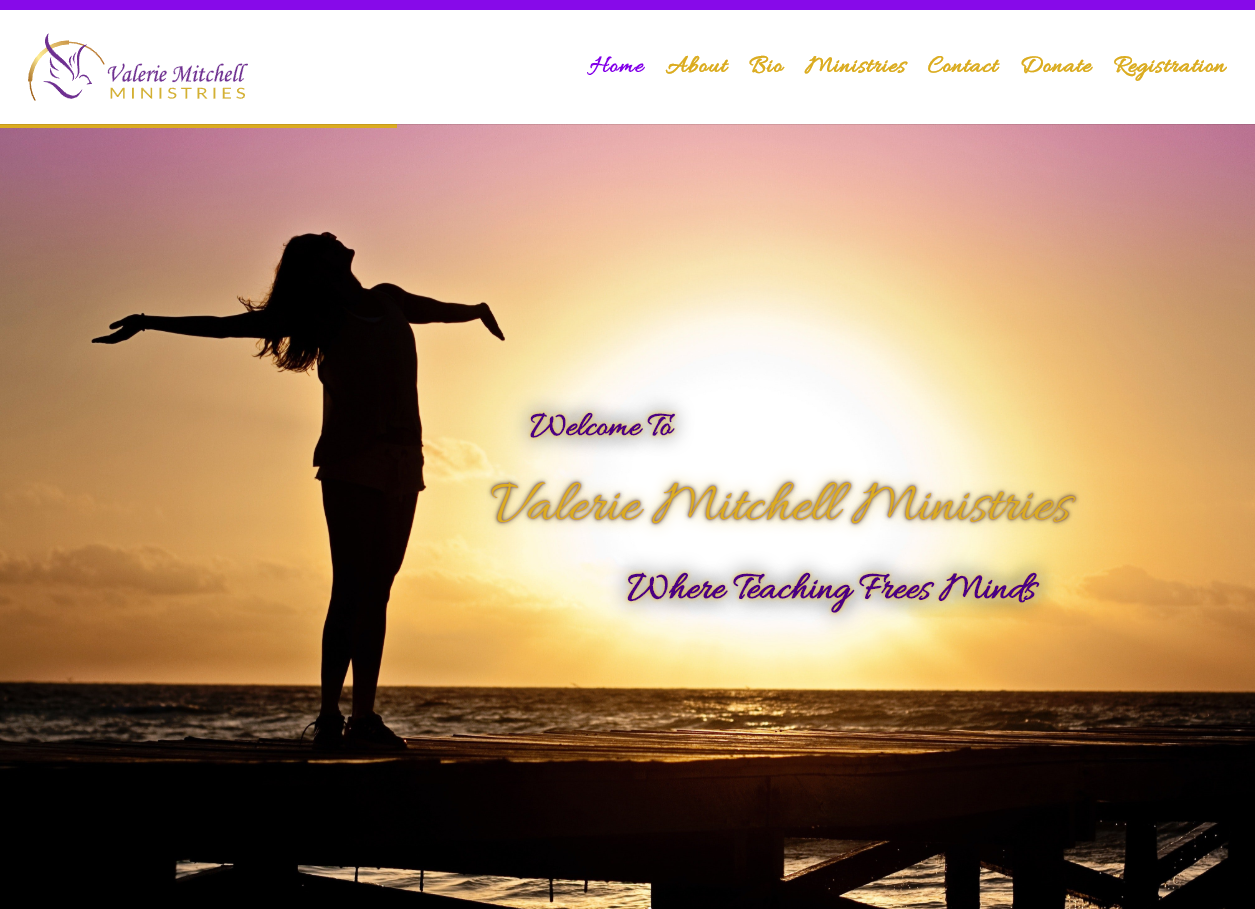 Valerie Mitchell
MINISTRIES
Home About Bio Ministries Contact Donate Registration
Welcome To
Valerie Mitchell Ministries
Where Teaching Frees Minds